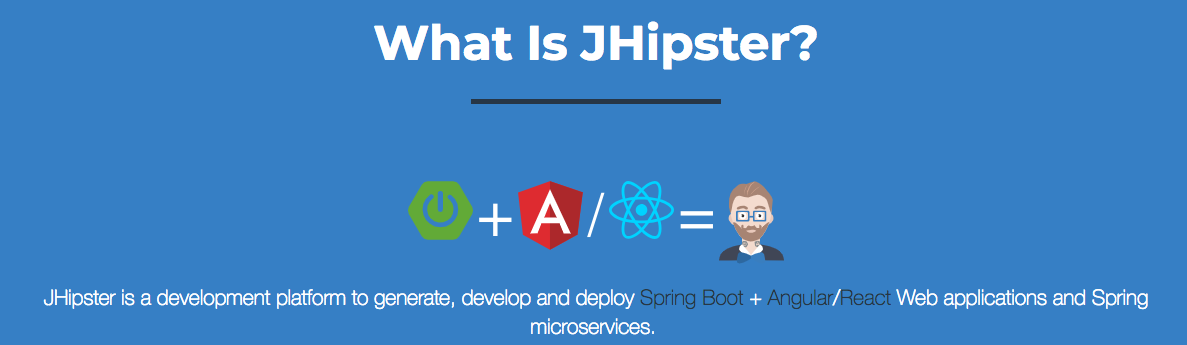 What Is JHipster?
+ A / =
JHipster is a development platform to generate, develop and deploy Spring Boot + Angular/React Web applications and Spring
microservices.